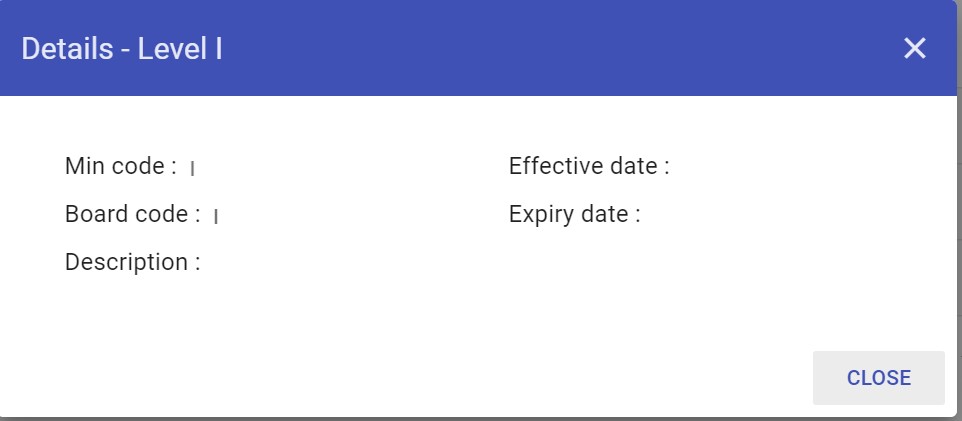 Details - Level I
Min code : I
Effective date :
Board code : I
Expiry date :
Description :
CLOSE